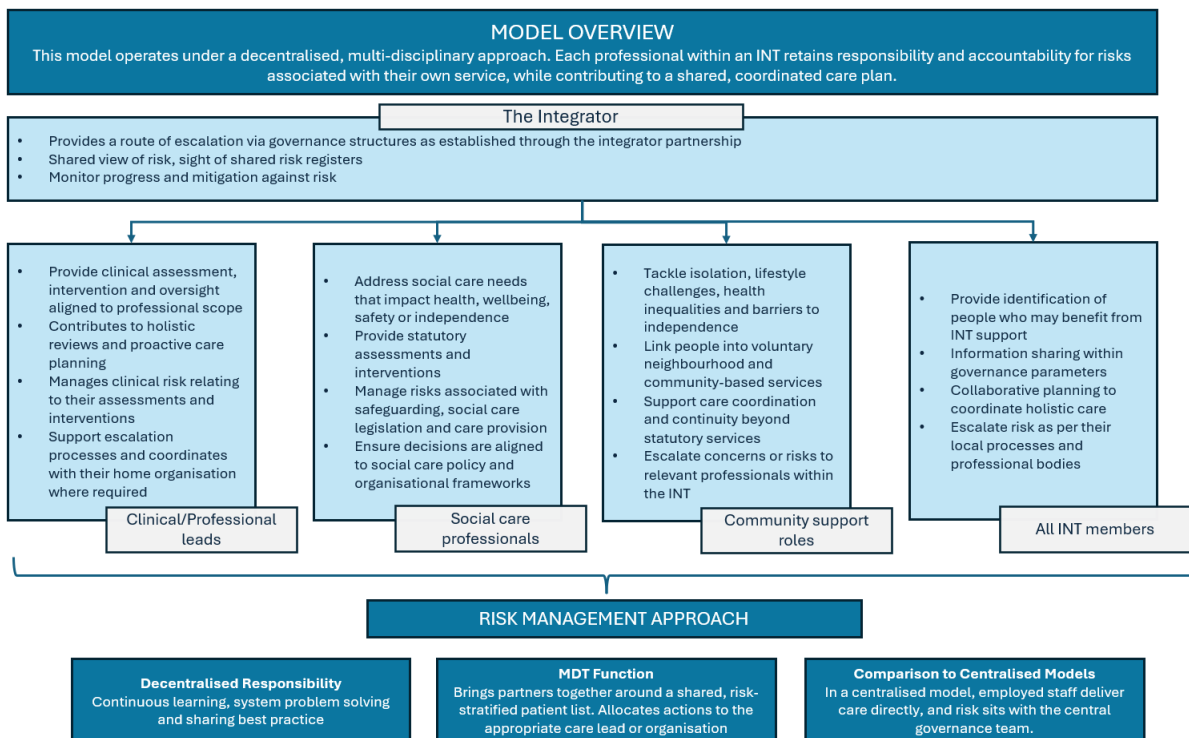 MODEL OVERVIEW
This model operates under a decentralised, multi-disciplinary approach. Each professional within an INT retains responsibility and accountability for risks
associated with their own service, while contributing to a shared, coordinated care plan.
The Integrator
• Provides a route of escalation via governance structures as established through the integrator partnership
• Shared view of risk, sight of shared risk registers
• Monitor progress and mitigation against risk
• Provide clinical assessment,
intervention and oversight
aligned to professional scope
• Contributes to holistic
reviews and proactive care
planning
• Manages clinical risk relating
to their assessments and
interventions
• Support escalation
processes and coordinates
with their home organisation
where required
Clinical/Professional
leads
• Address social care needs
that impact health, wellbeing,
safety or independence
• Provide statutory
assessments and
interventions
• Manage risks associated with
safeguarding, social care
legislation and care provision
• Ensure decisions are aligned
to social care policy and
organisational frameworks
Social care
professionals
• Tackle isolation, lifestyle
challenges, health
inequalities and barriers to
independence
• Link people into voluntary
neighbourhood and
community-based services
• Support care coordination
and continuity beyond
statutory services
• Escalate concerns or risks to
relevant professionals within
the INT
Community support
roles
• Provide identification of
people who may benefit from
INT support
• Information sharing within
governance parameters
• Collaborative planning to
coordinate holistic care
• Escalate risk as per their
local processes and
professional bodies
All INT members
RISK MANAGEMENT APPROACH
Decentralised Responsibility
Continuous learning, system problem solving
and sharing best practice
MDT Function
Brings partners together around a shared, risk-
stratified patient list. Allocates actions to the
appropriate care lead or organisation
Comparison to Centralised Models
In a centralised model, employed staff deliver
care directly, and risk sits with the central
governance team.